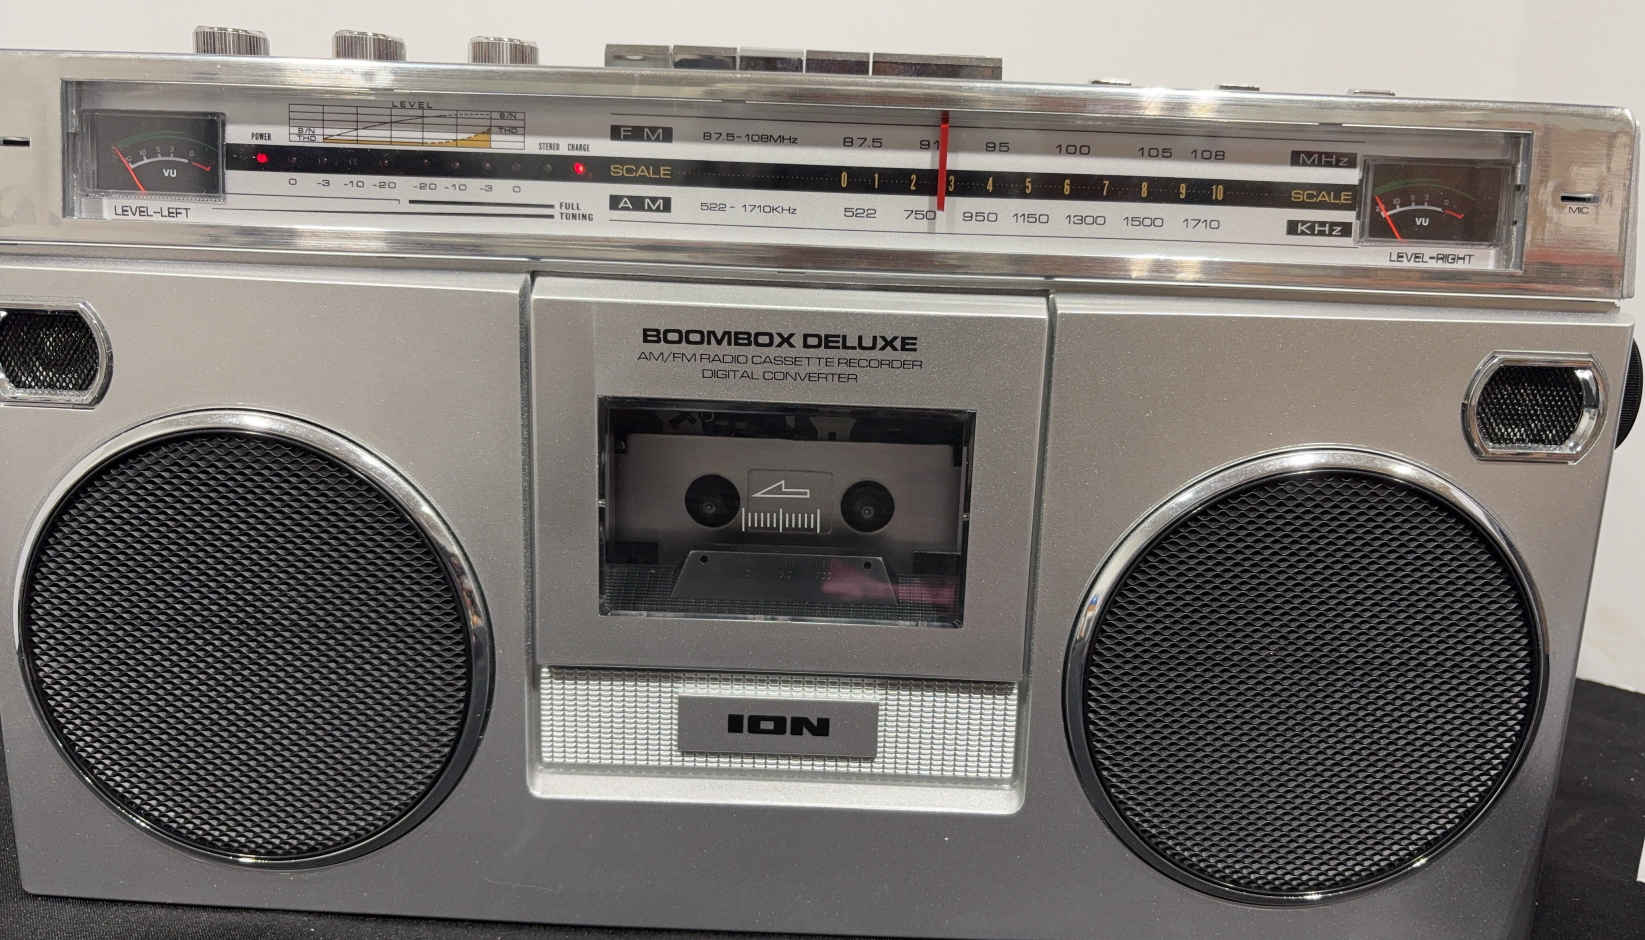 LEVEL
B/N
THD
B/N
THD
POWER
STEREO CHARGE
VU
0 -3 -10 -20 -20 -10 -3 0
FULL
TUNING
LEVEL-LEFT
FM 87.5-108MHz 87.5 91 95 100 105 108 MHz
SCALE 0 1 2 3 4 5 6 7 8 9 10 SCALE
AM 522-1710KHz 522 750 950 1150 1300 1500 1710 KHz
VU
LEVEL-RIGHT
MIC
BOOMBOX DELUXE
AM/FM RADIO CASSETTE RECORDER
DIGITAL CONVERTER
ION